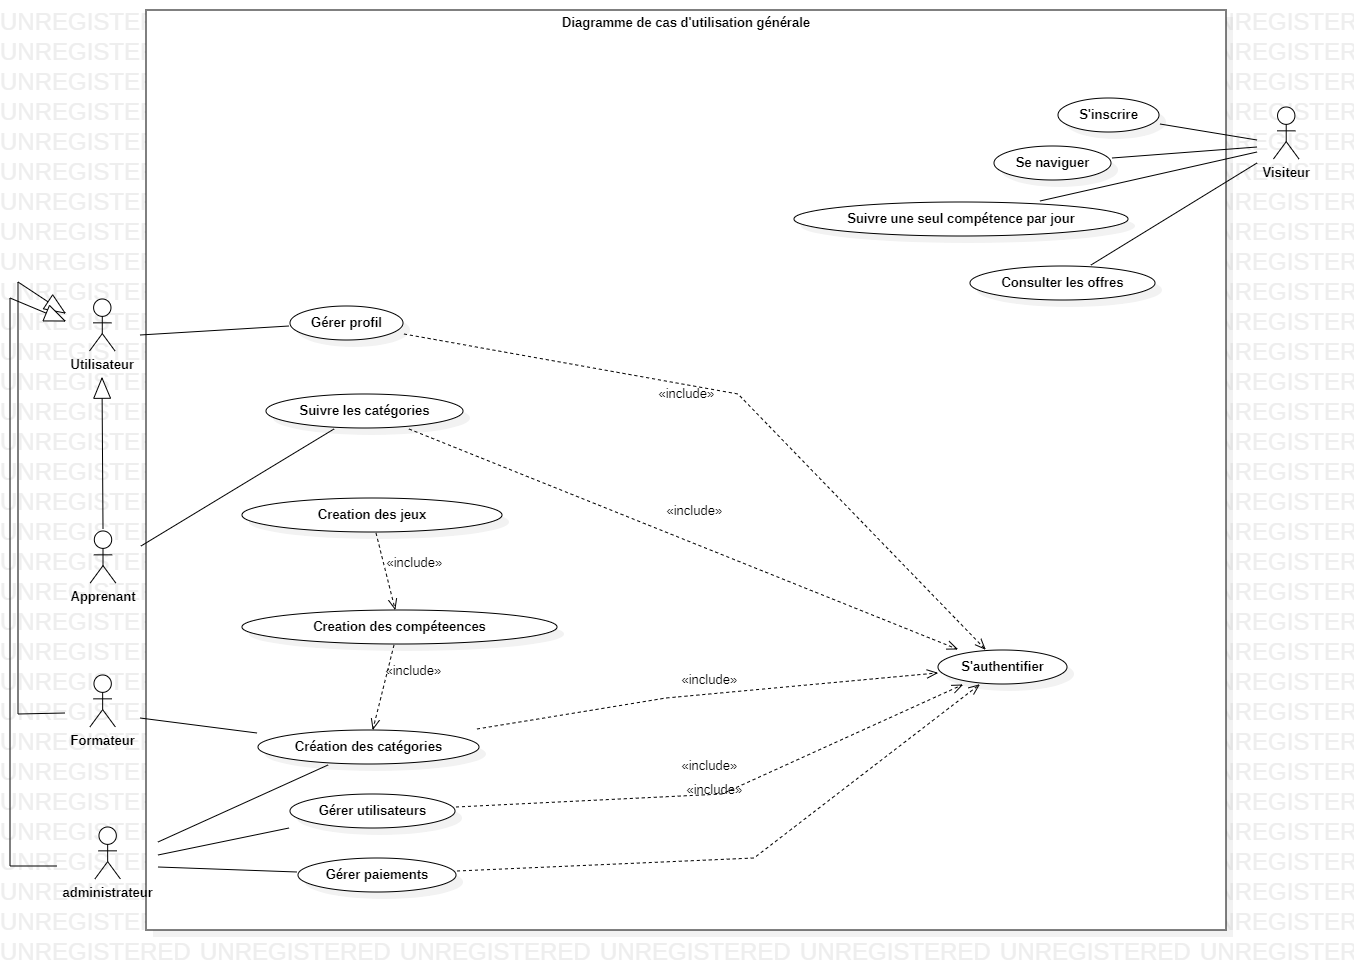 Diagramme de cas d'utilisation générale
S'inscrire
Se naviguer
Visiteur
Suivre une seul compétence par jour
Consulter les offres
Gérer profil
Utilisateur
«include»
Suivre les catégories
«include»
Creation des jeux
«include»
Apprenant
Creation des compéteences
S'authentifier
«include»
«include»
Formateur
Création des catégories
«include»
«include»
Gérer utilisateurs
Gérer paiements
administrateur
UNREGISTERED UNREGISTERED UNREGISTERED UNREGISTERED UNREGISTERED UNREGISTERED UNREGISTER